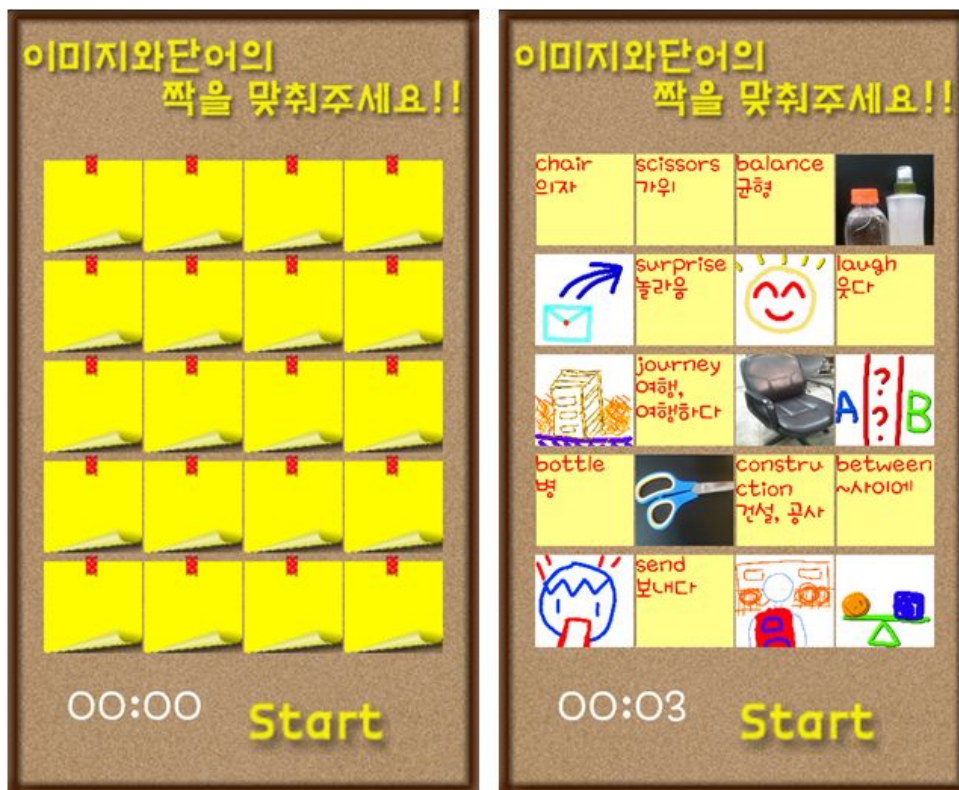 이미지와단어의
짝을 맞춰주세요!!
00:00
Start
이미지와단어의
짝을 맞춰주세요!!
chair
의자
scissors
가위
balance
균형
surprise
놀라움
laugh
웃다
journey
여행,
여행하다
A
?
?
B
bottle
병
constru
ction
건설, 공사
between
~사이에
send
보내다
00:03
Start